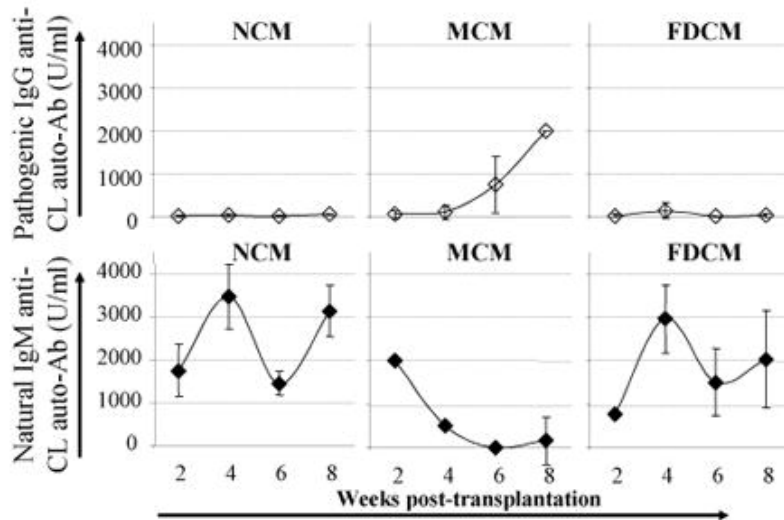 NCM MCM FDCM
Pathogenic IgG anti-
CL auto-Ab (U/ml)
4000
3000
2000
1000
0
NCM MCM FDCM
Natural IgM anti-
CL auto-Ab (U/ml)
4000
3000
2000
1000
0
2 4 6 8 2 4 6 8 2 4 6 8
Weeks post-transplantation